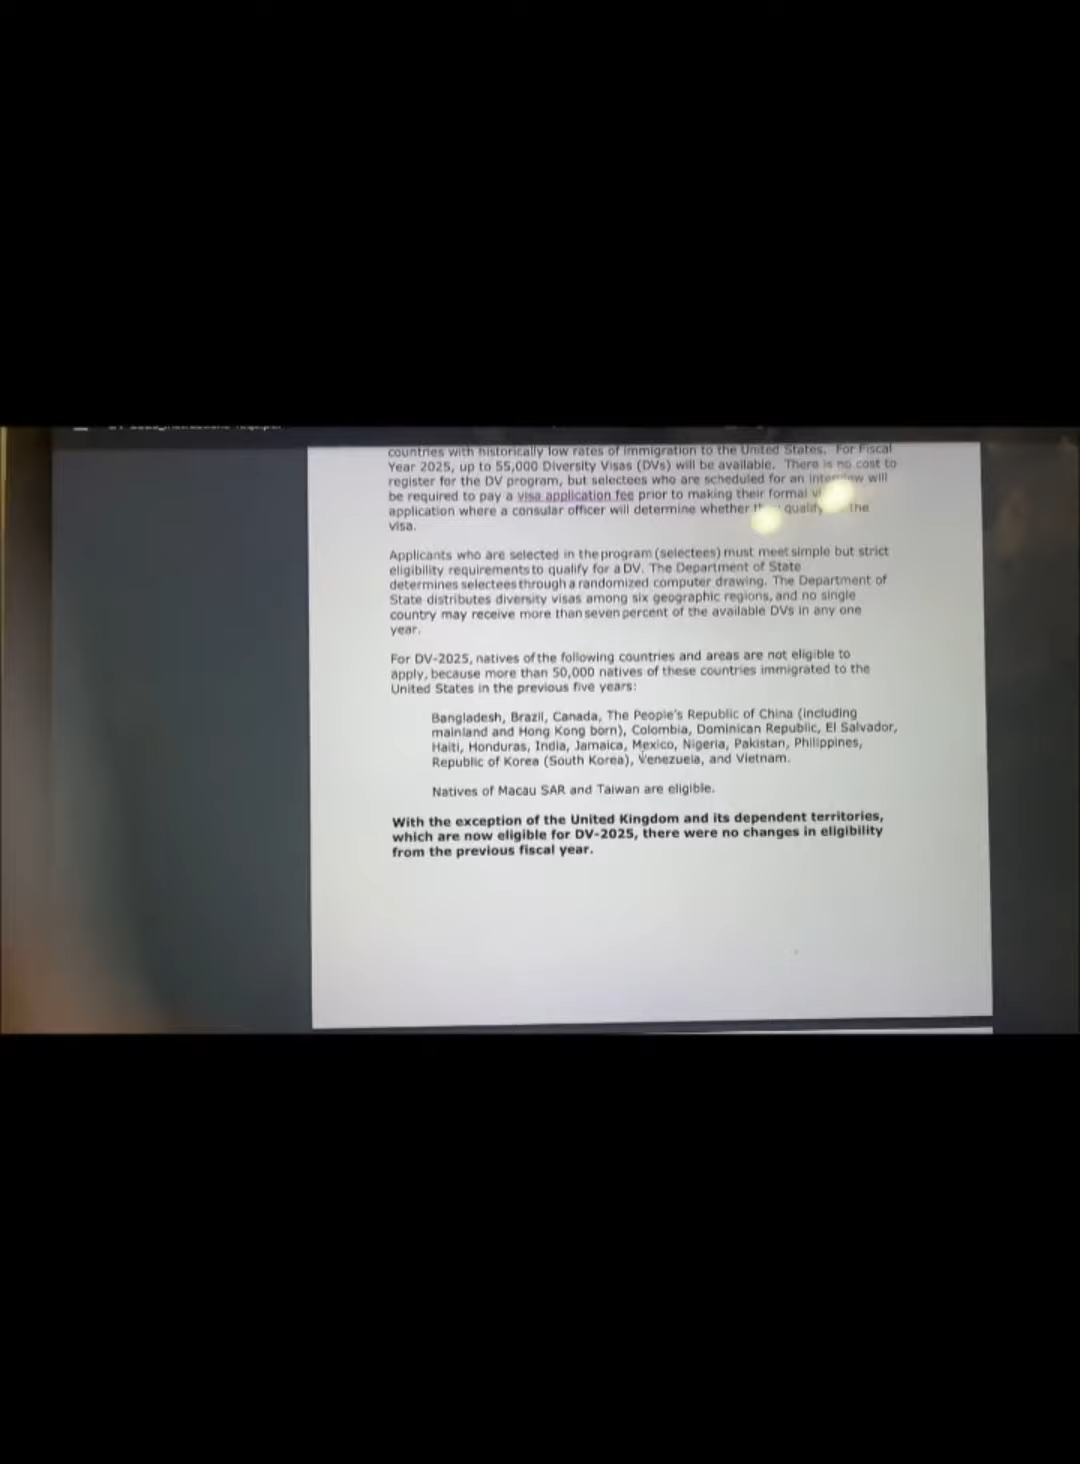 countries with historically low rates of immigration to the United States. For Fiscal
Year 2025, up to 55,000 Diversity Visas (DVs) will be available. There is no cost to
register for the DV program, but selectees who are scheduled for an interview will
be required to pay a visa application fee prior to making their formal
application where a consular officer will determine whether qualify the
visa.
Applicants who are selected in the program (selectees) must meet simple but strict
eligibility requirements to qualify for a DV. The Department of State
determines selectees through a randomized computer drawing. The Department of
State distributes diversity visas among six geographic regions, and no single
country may receive more than seven percent of the available DVs in any one
year.
For DV-2025, natives of the following countries and areas are not eligible to
apply, because more than 50,000 natives of these countries immigrated to the
United States in the previous five years:
Bangladesh, Brazil, Canada, The People's Republic of China (including
mainland and Hong Kong born), Colombia, Dominican Republic, El Salvador,
Haiti, Honduras, India, Jamaica, Mexico, Nigeria, Pakistan, Philippines,
Republic of Korea (South Korea), Venezuela, and Vietnam.
Natives of Macau SAR and Taiwan are eligible.
With the exception of the United Kingdom and its dependent territories,
which are now eligible for DV-2025, there were no changes in eligibility
from the previous fiscal year.